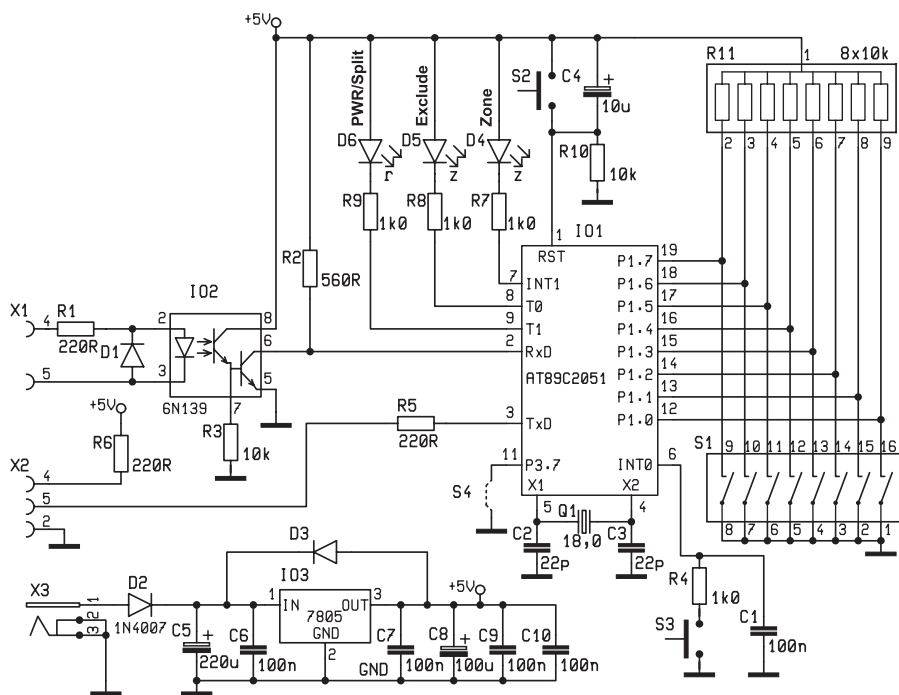 +5V
PWR/Split
Exclude
Zone
S2
C4
+
10u
R11
8x10k
1
2 3 4 5 6 7 8 9
D6
r
D5
z
D4
z
R10
10k
R9
1k0
R8
1k0
R7
1k0
R2
560R
1
IO1
RST
7
INT1
8
T0
9
T1
2
RxD
AT89C2051
3
TxD
11
P3.7
X1
X2
P1.7
19
P1.6
18
P1.5
17
P1.4
16
P1.3
15
P1.2
14
P1.1
13
P1.0
12
INT0
6
5
4
X1
4
R1
220R
D1
5
IO2
2
3
8
6
5
7
6N139
+5V
R6
220R
R3
10k
R5
220R
X2
4
5
2
S4
Q1
18,0
C2
22p
C3
22p
S1
9 10 11 12 13 14 15 16
8 7 6 5 4 3 2 1
R4
1k0
S3
C1
100n
D3
X3
1
2
3
D2
1N4007
IO3
1
IN
OUT
3
7805
GND
2
+5V
C5
+
220u
C6
100n
GND
C7
100n
C8
+
100u
C9
100n
C10
100n